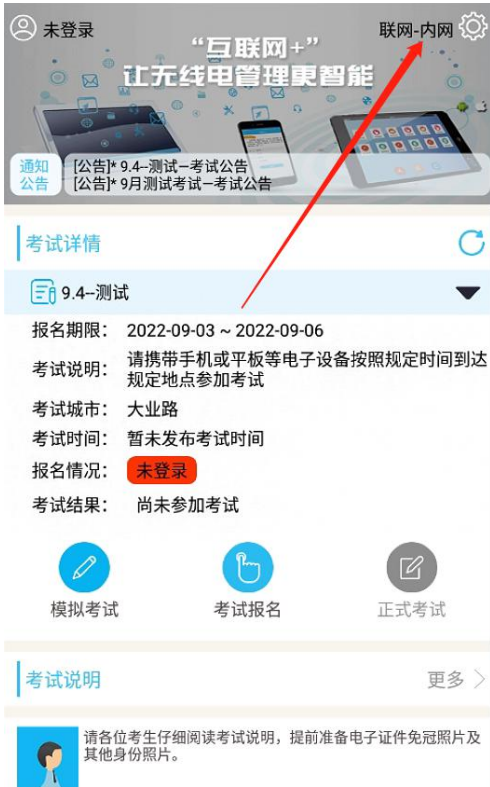 未登录
联网-内网
“互联网+”
让无线电管理更智能
通知
公告
[公告]* 9.4--测试—考试公告
[公告]* 9月测试考试—考试公告
考试详情
9.4--测试
报名期限： 2022-09-03 ~ 2022-09-06
考试说明： 请携带手机或平板等电子设备按照规定时间到达
规定地点参加考试
考试城市： 大业路
考试时间： 暂未发布考试时间
报名情况： 未登录
考试结果： 尚未参加考试
模拟考试
考试报名
正式考试
考试说明
更多
请各位考生仔细阅读考试说明，提前准备电子证件免冠照片及
其他身份照片。